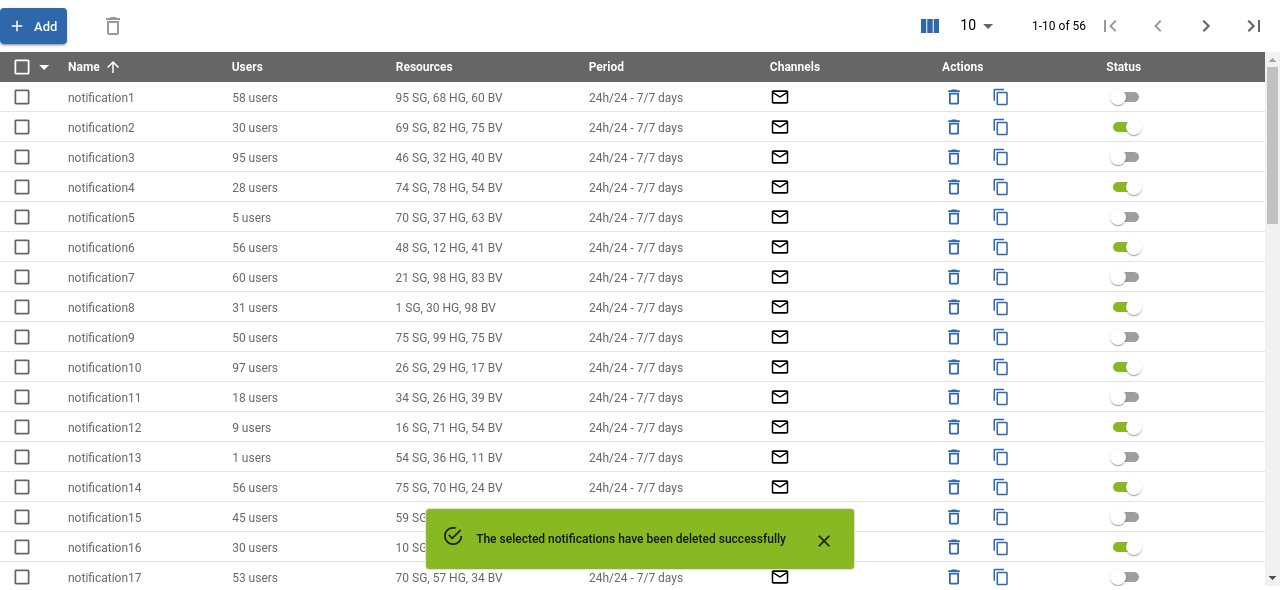 Add 10 1-10 of 56
Name Users Resources Period Channels Actions Status
notification1 58 users 95 SG, 68 HG, 60 BV 24h/24 - 7/7 days
notification2 30 users 69 SG, 82 HG, 75 BV 24h/24 - 7/7 days
notification3 95 users 46 SG, 32 HG, 40 BV 24h/24 - 7/7 days
notification4 28 users 74 SG, 78 HG, 54 BV 24h/24 - 7/7 days
notification5 5 users 70 SG, 37 HG, 63 BV 24h/24 - 7/7 days
notification6 56 users 48 SG, 12 HG, 41 BV 24h/24 - 7/7 days
notification7 60 users 21 SG, 98 HG, 83 BV 24h/24 - 7/7 days
notification8 31 users 1 SG, 30 HG, 98 BV 24h/24 - 7/7 days
notification9 50 users 75 SG, 99 HG, 75 BV 24h/24 - 7/7 days
notification10 97 users 26 SG, 29 HG, 17 BV 24h/24 - 7/7 days
notification11 18 users 34 SG, 26 HG, 39 BV 24h/24 - 7/7 days
notification12 9 users 16 SG, 71 HG, 54 BV 24h/24 - 7/7 days
notification13 1 users 54 SG, 36 HG, 11 BV 24h/24 - 7/7 days
notification14 56 users 75 SG, 70 HG, 24 BV 24h/24 - 7/7 days
notification15 45 users 59 SG
The selected notifications have been deleted successfully
notification16 30 users 10 SG
notification17 53 users 70 SG, 57 HG, 34 BV 24h/24 - 7/7 days